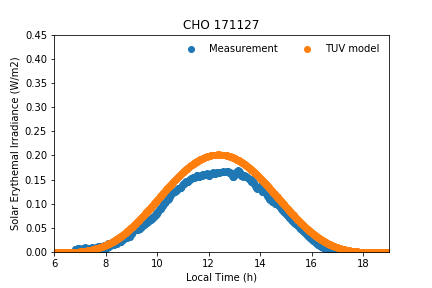 CHO 171127
Measurement TUV model
Solar Erythemal Irradiance (W/m2)
0.45
0.40
0.35
0.30
0.25
0.20
0.15
0.10
0.05
0.00
6 8 10 12 14 16 18
Local Time (h)